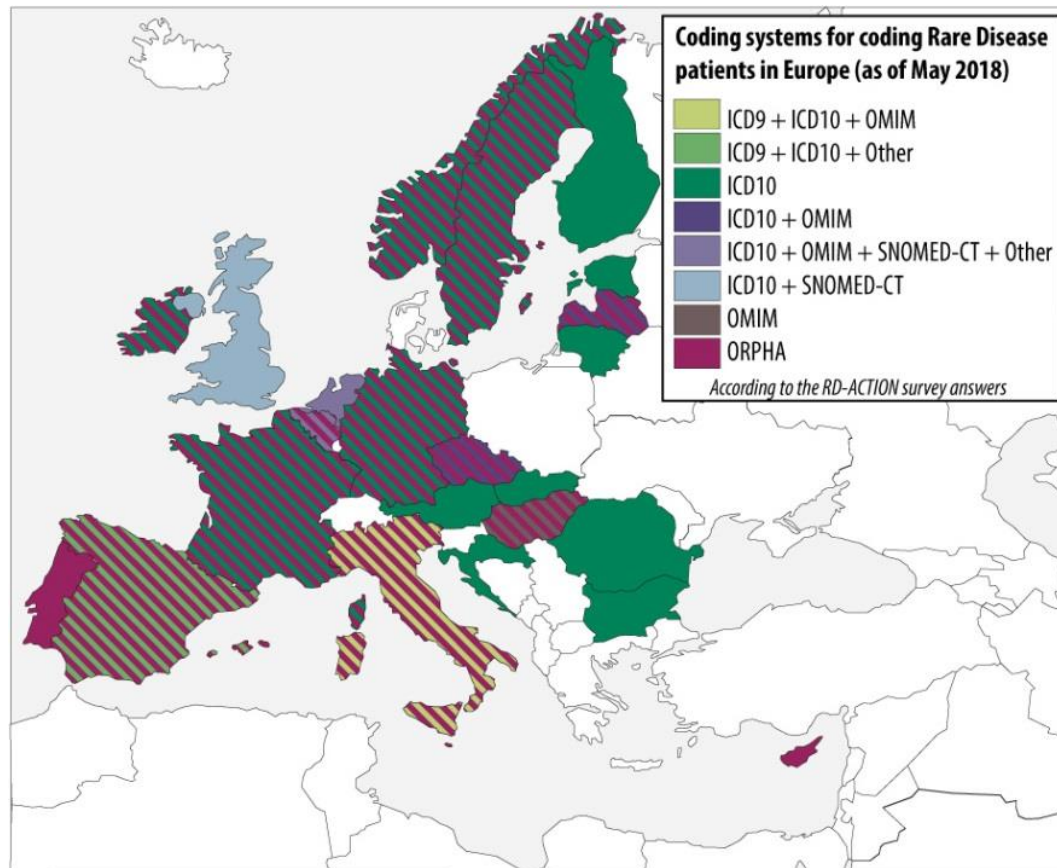 Coding systems for coding Rare Disease
patients in Europe (as of May 2018)
ICD9 + ICD10 + OMIM
ICD9 + ICD10 + Other
ICD10
ICD10 + OMIM
ICD10 + OMIM + SNOMED-CT + Other
ICD10 + SNOMED-CT
OMIM
ORPHA
According to the RD-ACTION survey answers